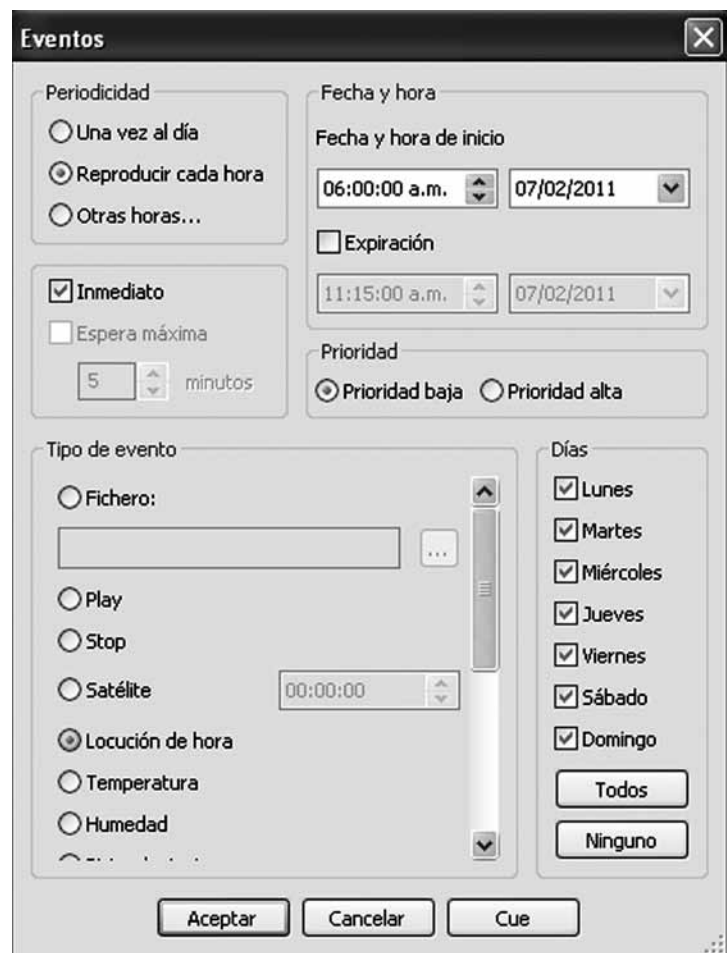 Eventos
Periodicidad
Una vez al día
Reproducir cada hora
Otras horas...
Fecha y hora
Fecha y hora de inicio
06:00:00 a.m. 07/02/2011
Expiración
11:15:00 a.m. 07/02/2011
Inmediato
Espera máxima
5 minutos
Prioridad
Prioridad baja Prioridad alta
Tipo de evento
Fichero:
...
Play
Stop
Satélite 00:00:00
Locución de hora
Temperatura
Humedad
Días
Lunes
Martes
Miércoles
Jueves
Viernes
Sábado
Domingo
Todos
Ninguno
Aceptar Cancelar Cue